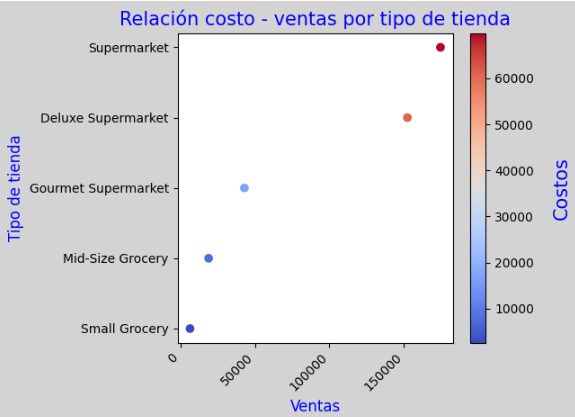 Relación costo - ventas por tipo de tienda
Supermarket
Deluxe Supermarket
Gourmet Supermarket
Mid-Size Grocery
Small Grocery
Tipo de tienda
0
50000
100000
150000
Ventas
60000
50000
40000
30000
20000
10000
Costos